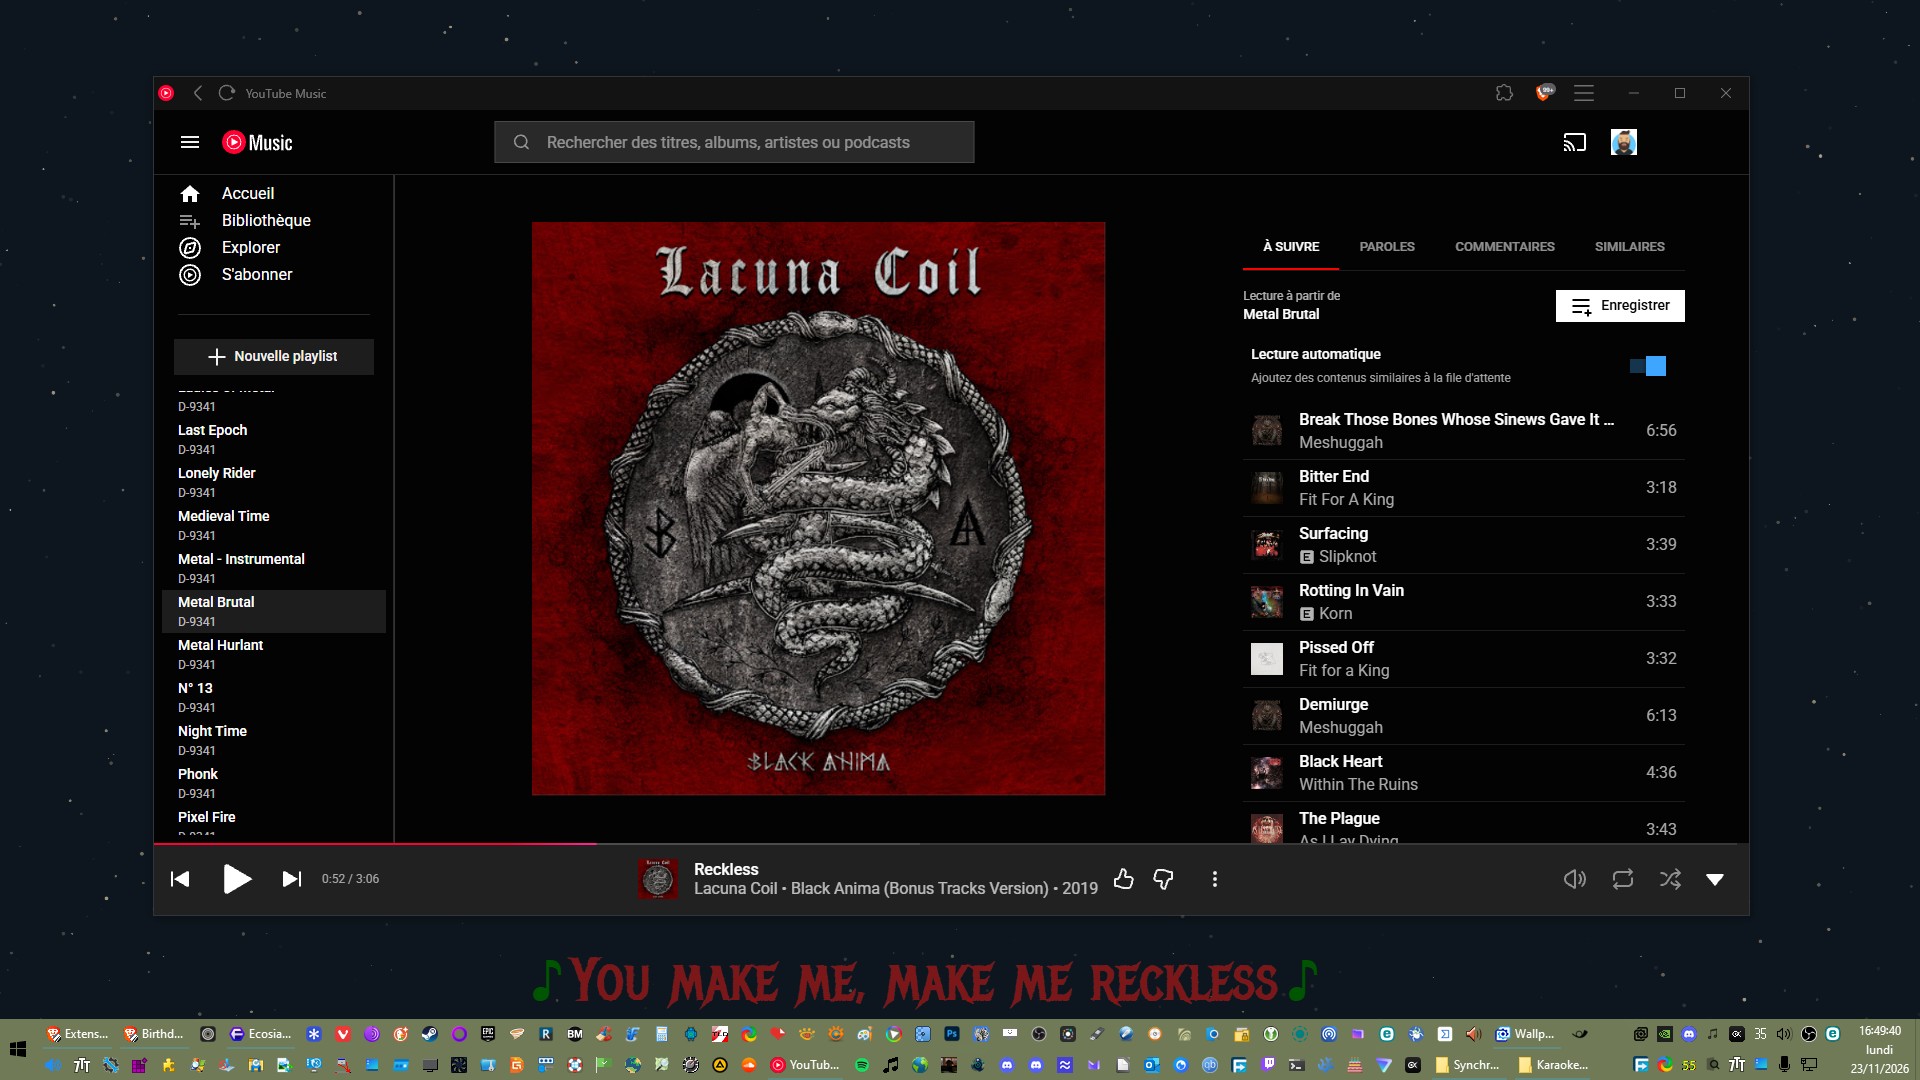 YouTube Music
Music
Rechercher des titres, albums, artistes ou podcasts
Accueil
Bibliothèque
Explorer
S'abonner
Nouvelle playlist
D-9341
Last Epoch
D-9341
Lonely Rider
D-9341
Medieval Time
D-9341
Metal - Instrumental
D-9341
Metal Brutal
D-9341
Metal Hurlant
D-9341
N° 13
D-9341
Night Time
D-9341
Phonk
D-9341
Pixel Fire
D-9341
Lacuna Coil
BLACK ANIMA
À SUIVRE
PAROLES
COMMENTAIRES
SIMILAIRES
Lecture à partir de
Metal Brutal
Enregistrer
Lecture automatique
Ajoutez des contenus similaires à la file d'attente
Break Those Bones Whose Sinews Gave It ...
Meshuggah
6:56
Bitter End
Fit For A King
3:18
Surfacing
E Slipknot
3:39
Rotting In Vain
E Korn
3:33
Pissed Off
Fit for a King
3:32
Demiurge
Meshuggah
6:13
Black Heart
Within The Ruins
4:36
The Plague
As I Lay Dying
3:43
0:52 / 3:06
Reckless
Lacuna Coil • Black Anima (Bonus Tracks Version) • 2019
♪You make me, make me reckless♪
Extens...
Birthd...
Ecosia...
Wallp...
35
16:49:40
lundi
23/11/2026
YouTub...
Synchr...
Karaoke...
55